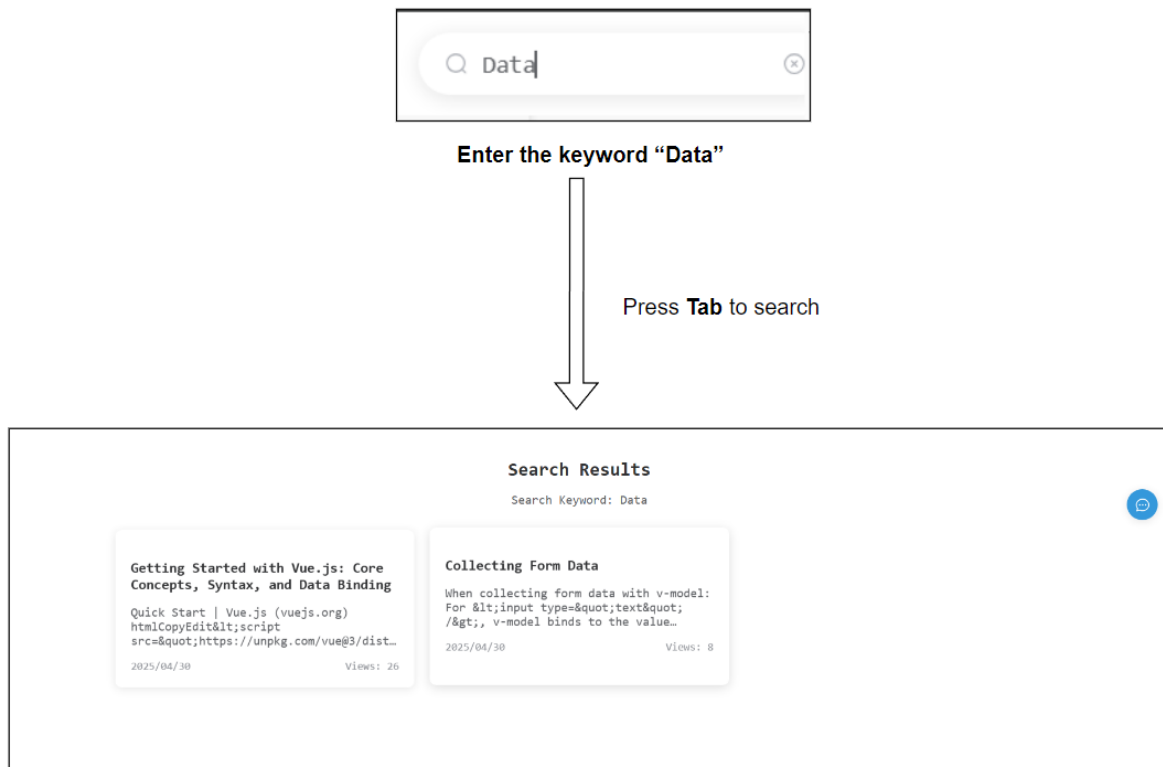 Data
Enter the keyword “Data”
Press Tab to search
Search Results
Search Keyword: Data
Getting Started with Vue.js: Core
Concepts, Syntax, and Data Binding
Quick Start | Vue.js (vuejs.org)
htmlCopyEdit&lt;script
src=&quot;https://unpkg.com/vue@3/dist…
2025/04/30
Views: 26
Collecting Form Data
When collecting form data with v-model:
For &lt;input type=&quot;text&quot;
/&gt;, v-model binds to the value…
2025/04/30
Views: 8